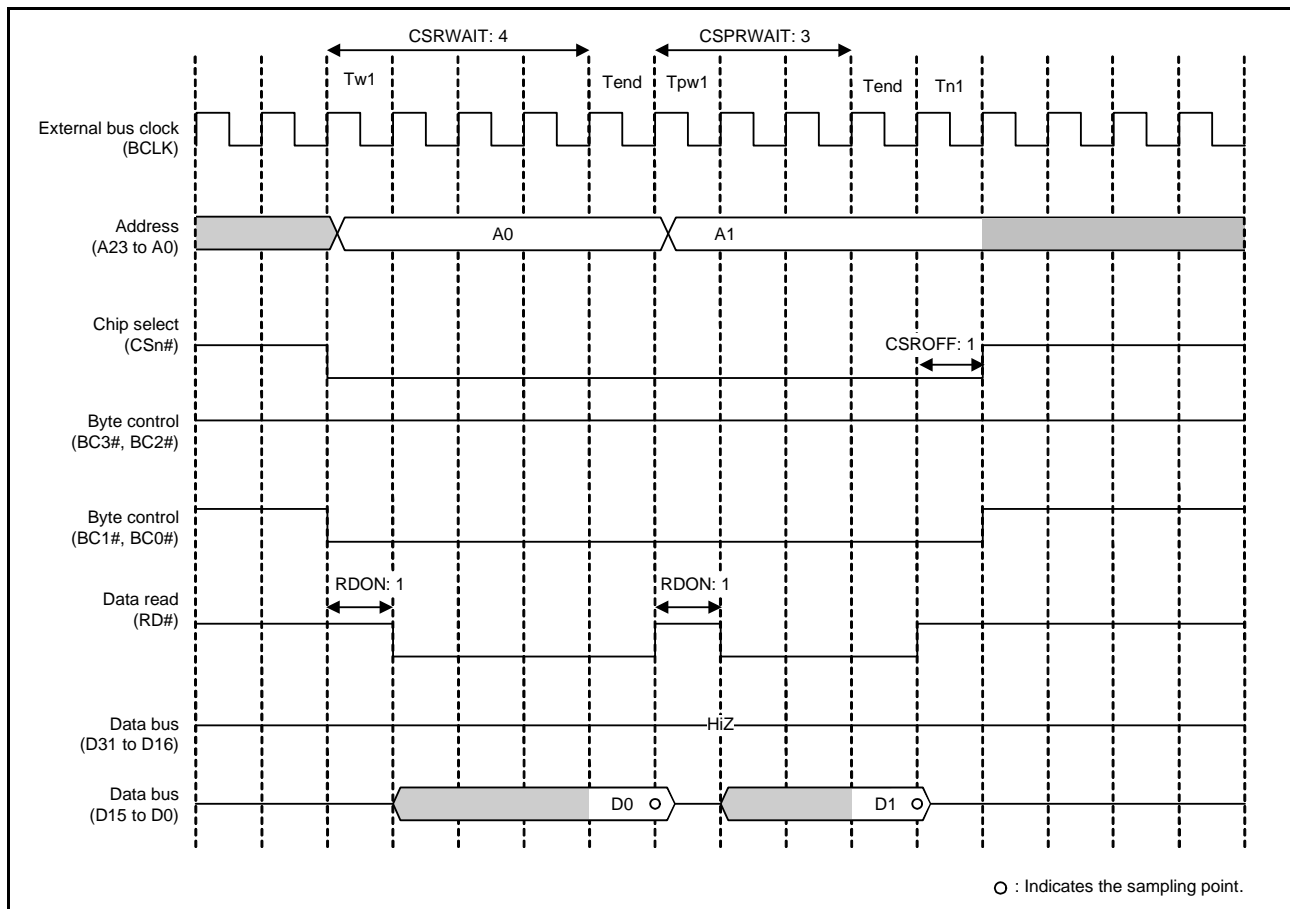 CSRWAIT: 4
CSPRWAIT: 3
Tw1
Tend
Tpw1
Tend
Tn1
External bus clock
(BCLK)
Address
(A23 to A0)
A0
A1
Chip select
(CSn#)
CSROFF: 1
Byte control
(BC3#, BC2#)
Byte control
(BC1#, BC0#)
RDON: 1
RDON: 1
Data read
(RD#)
Data bus
(D31 to D16)
HiZ
Data bus
(D15 to D0)
D0
D1
: Indicates the sampling point.